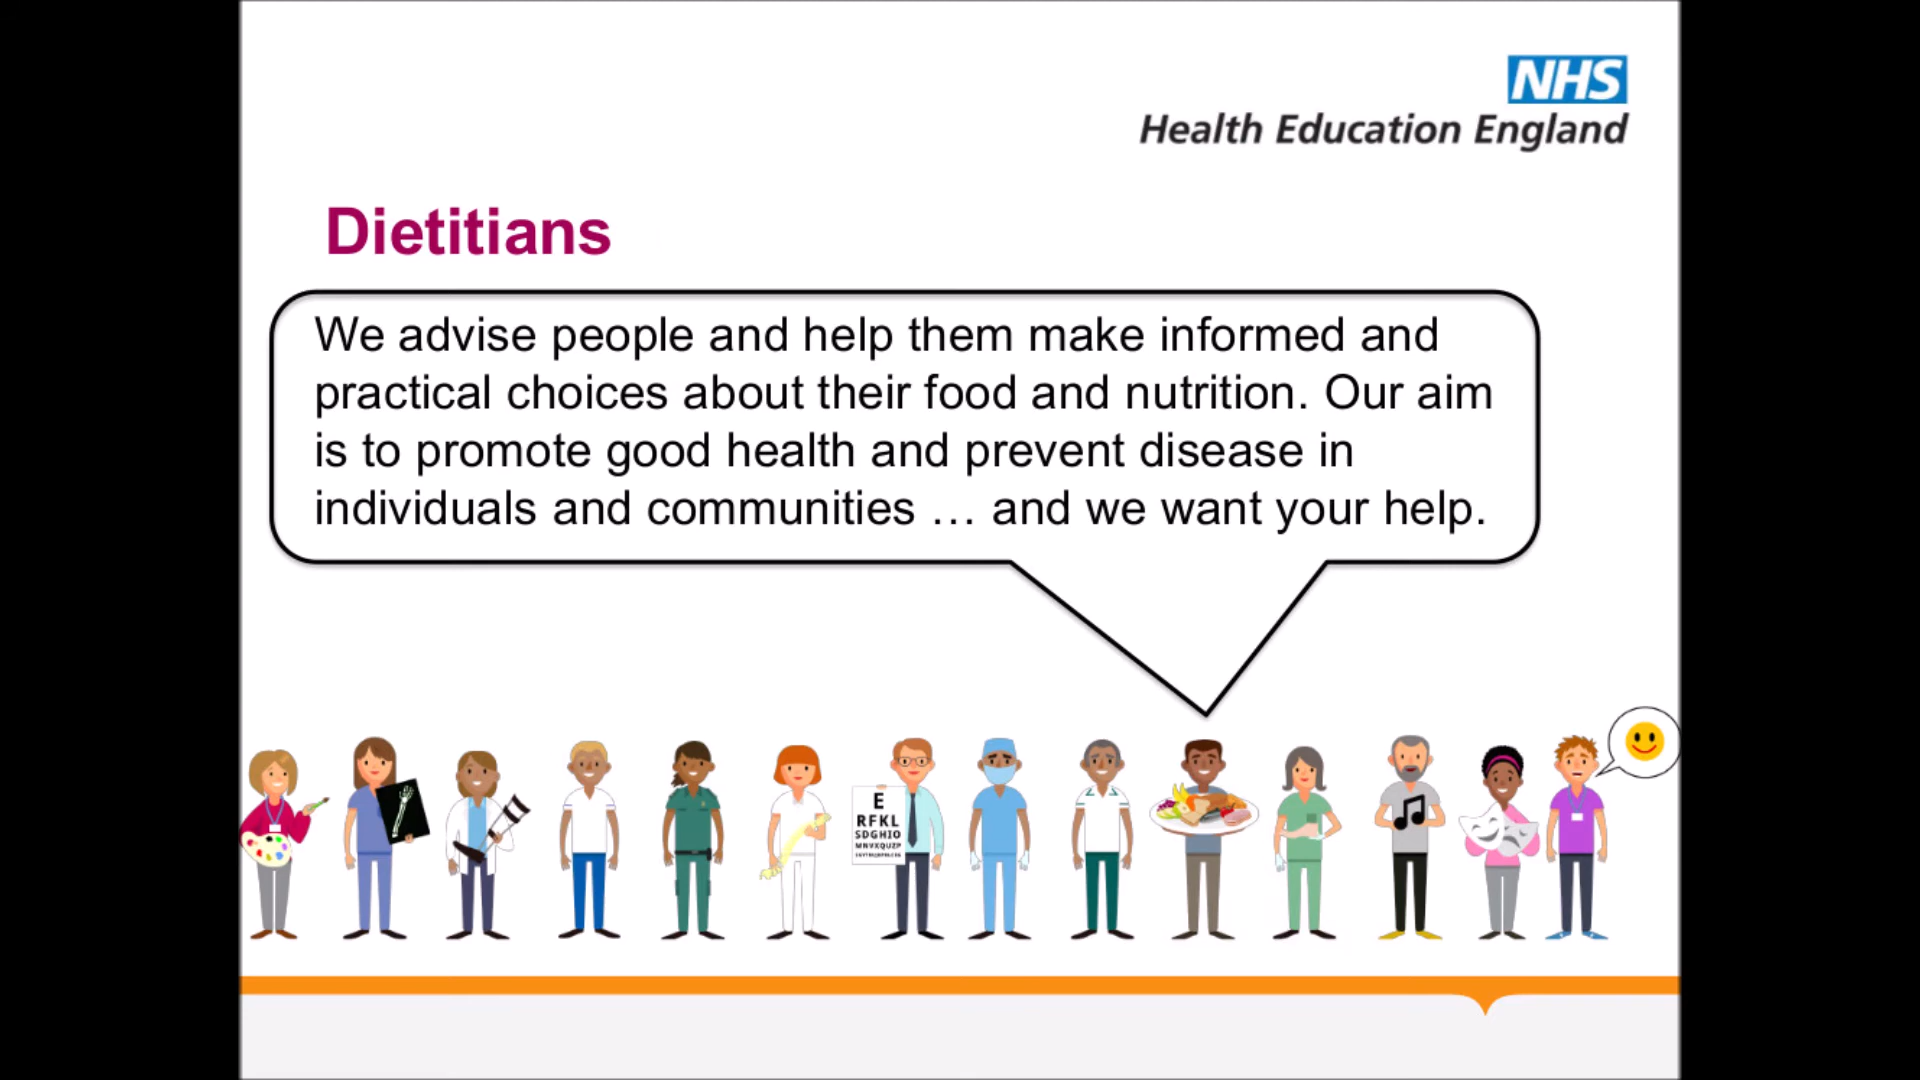 NHS
Health Education England
Dietitians
We advise people and help them make informed and
practical choices about their food and nutrition. Our aim
is to promote good health and prevent disease in
individuals and communities … and we want your help.
E
RFKL
SDGHIO
MNVXQUZP